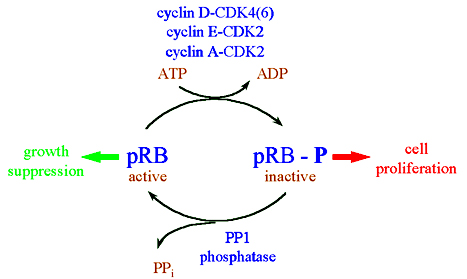 cyclin D-CDK4(6)
cyclin E-CDK2
cyclin A-CDK2
ATP
ADP
growth
suppression
pRB
active
pRB - P
inactive
cell
proliferation
PP1
phosphatase
PPi